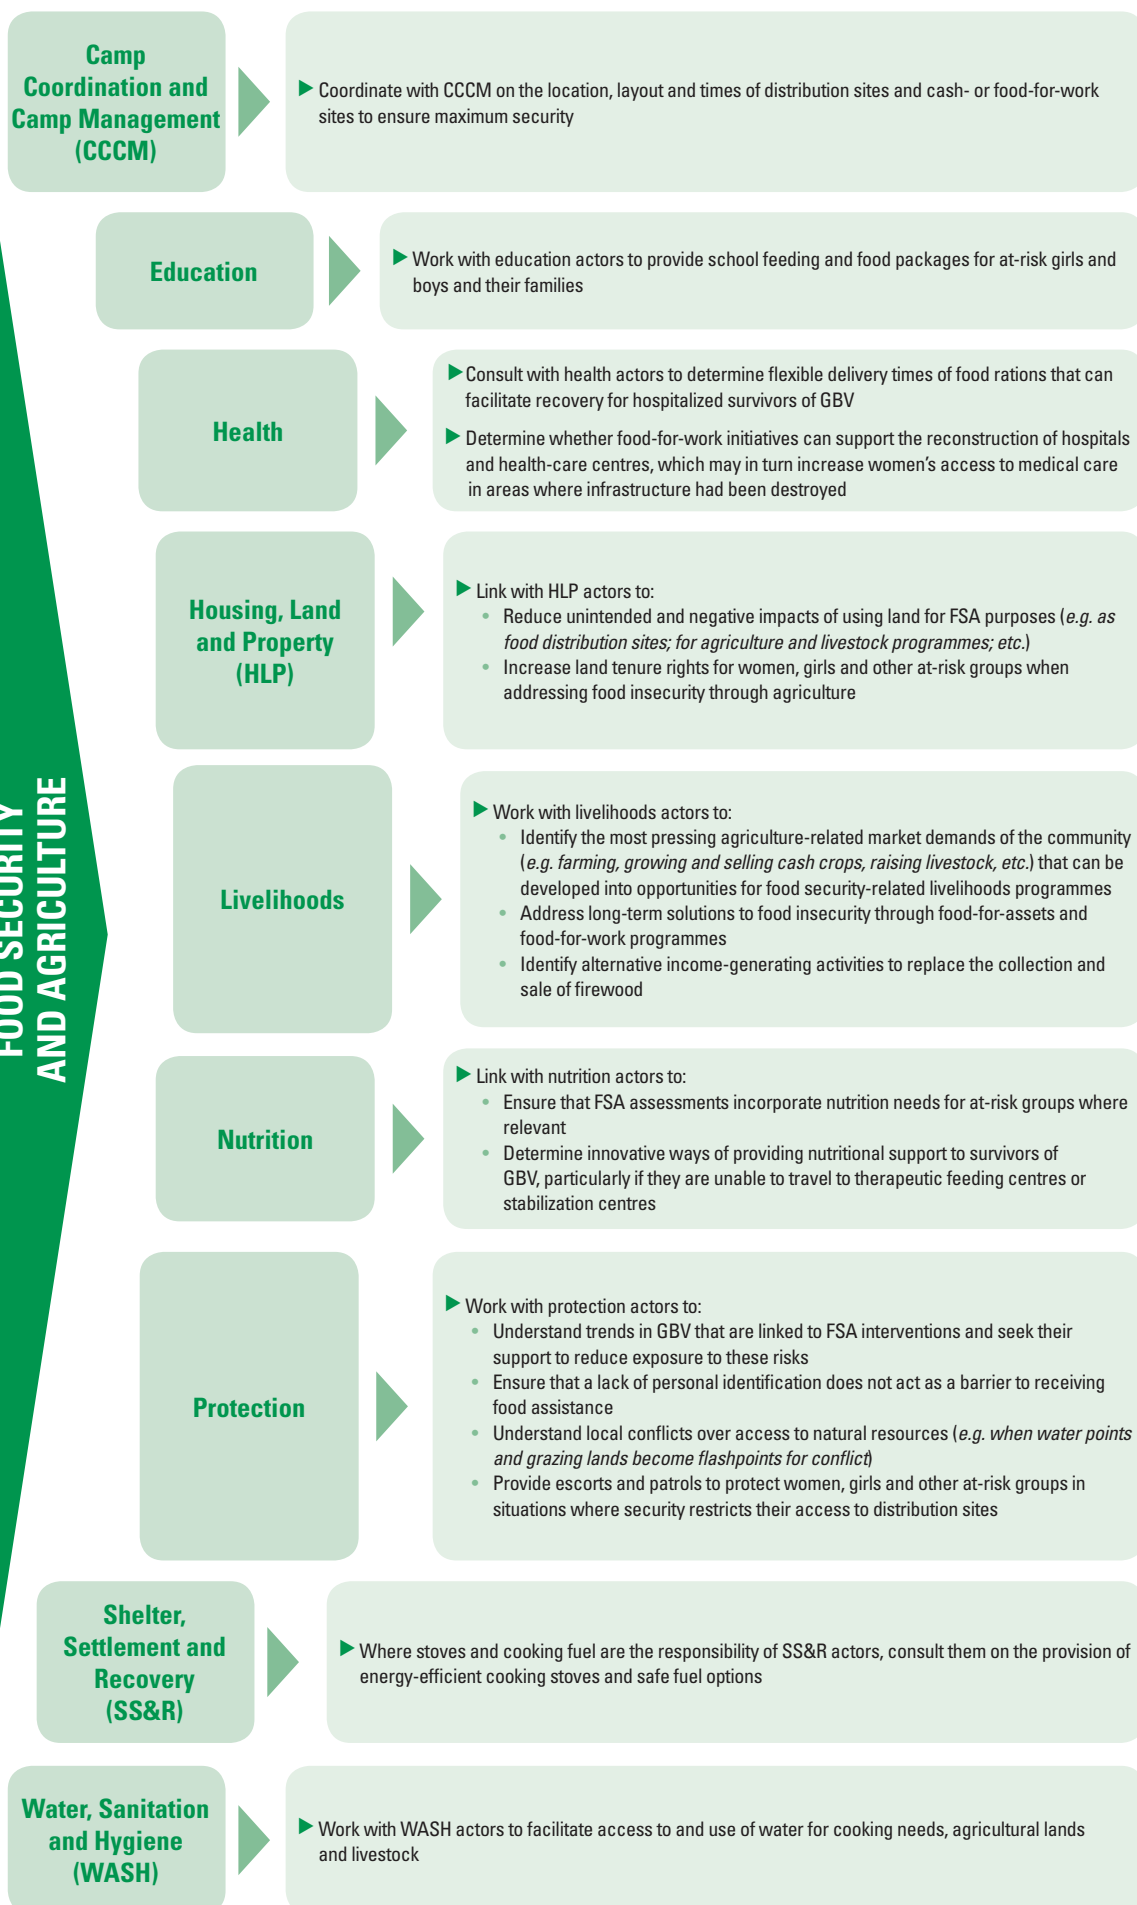 Camp
Coordination and
Camp Management
(CCCM)
▶ Coordinate with CCCM on the location, layout and times of distribution sites and cash- or food-for-work
sites to ensure maximum security
Education
▶ Work with education actors to provide school feeding and food packages for at-risk girls and
boys and their families
Health
▶ Consult with health actors to determine flexible delivery times of food rations that can
facilitate recovery for hospitalized survivors of GBV
▶ Determine whether food-for-work initiatives can support the reconstruction of hospitals
and health-care centres, which may in turn increase women's access to medical care
in areas where infrastructure had been destroyed
Housing, Land
and Property
(HLP)
▶ Link with HLP actors to:
• Reduce unintended and negative impacts of using land for FSA purposes (e.g. as
food distribution sites; for agriculture and livestock programmes; etc.)
• Increase land tenure rights for women, girls and other at-risk groups when
addressing food insecurity through agriculture
FOOD SECURITY
AND AGRICULTURE
Livelihoods
▶ Work with livelihoods actors to:
• Identify the most pressing agriculture-related market demands of the community
(e.g. farming, growing and selling cash crops, raising livestock, etc.) that can be
developed into opportunities for food security-related livelihoods programmes
• Address long-term solutions to food insecurity through food-for-assets and
food-for-work programmes
• Identify alternative income-generating activities to replace the collection and
sale of firewood
Nutrition
▶ Link with nutrition actors to:
• Ensure that FSA assessments incorporate nutrition needs for at-risk groups where
relevant
• Determine innovative ways of providing nutritional support to survivors of
GBV, particularly if they are unable to travel to therapeutic feeding centres or
stabilization centres
Protection
▶ Work with protection actors to:
• Understand trends in GBV that are linked to FSA interventions and seek their
support to reduce exposure to these risks
• Ensure that a lack of personal identification does not act as a barrier to receiving
food assistance
• Understand local conflicts over access to natural resources (e.g. when water points
and grazing lands become flashpoints for conflict)
• Provide escorts and patrols to protect women, girls and other at-risk groups in
situations where security restricts their access to distribution sites
Shelter,
Settlement and
Recovery
(SS&R)
▶ Where stoves and cooking fuel are the responsibility of SS&R actors, consult them on the provision of
energy-efficient cooking stoves and safe fuel options
Water, Sanitation
and Hygiene
(WASH)
▶ Work with WASH actors to facilitate access to and use of water for cooking needs, agricultural lands
and livestock